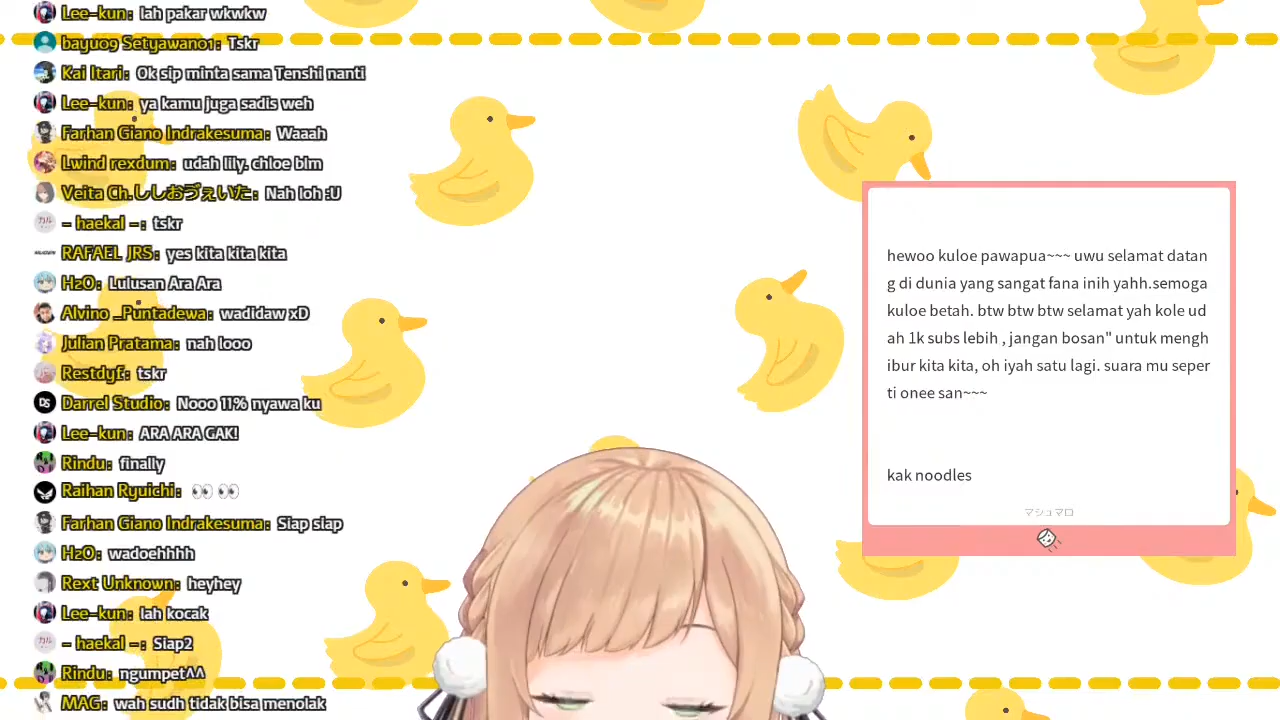 Lee-kun: lah pakar wkwkw
bayu09 Setyawan01: Tskr
Kai Itari: Ok sip minta sama Tenshi nanti
Lee-kun: ya kamu juga sadis weh
Farhan Giano Indrakesuma: Waaah
Lwind rexdum: udah lily. chloe blm
Veita Ch.ししおゔぇいた: Nah loh :U
- haekal -: tskr
RAFAEL JRS: yes kita kita kita
H2O: Lulusan Ara Ara
Alvino _Puntadewa: wadidaw xD
Julian Pratama: nah looo
Restdy£: tskr
Darrel Studio: Nooo 11% nyawa ku
Lee-kun: ARA ARA GAK!
Rindu: finally
Raihan Ryuichi: 👀 👀
Farhan Giano Indrakesuma: Siap siap
H2O: wadoehhhh
Rext Unknown: heyhey
Lee-kun: lah kocak
- haekal -: Siap2
Rindu: ngumpet^^
MAG: wah sudh tidak bisa menolak
hewoo kuloe pawapua~~~ uwu selamat datan
g di dunia yang sangat fana inih yahh.semoga
kuloe betah. btw btw btw selamat yah kole ud
ah 1k subs lebih , jangan bosan" untuk mengh
ibur kita kita, oh iyah satu lagi. suara mu seper
ti onee san~~~
kak noodles
マシュマロ